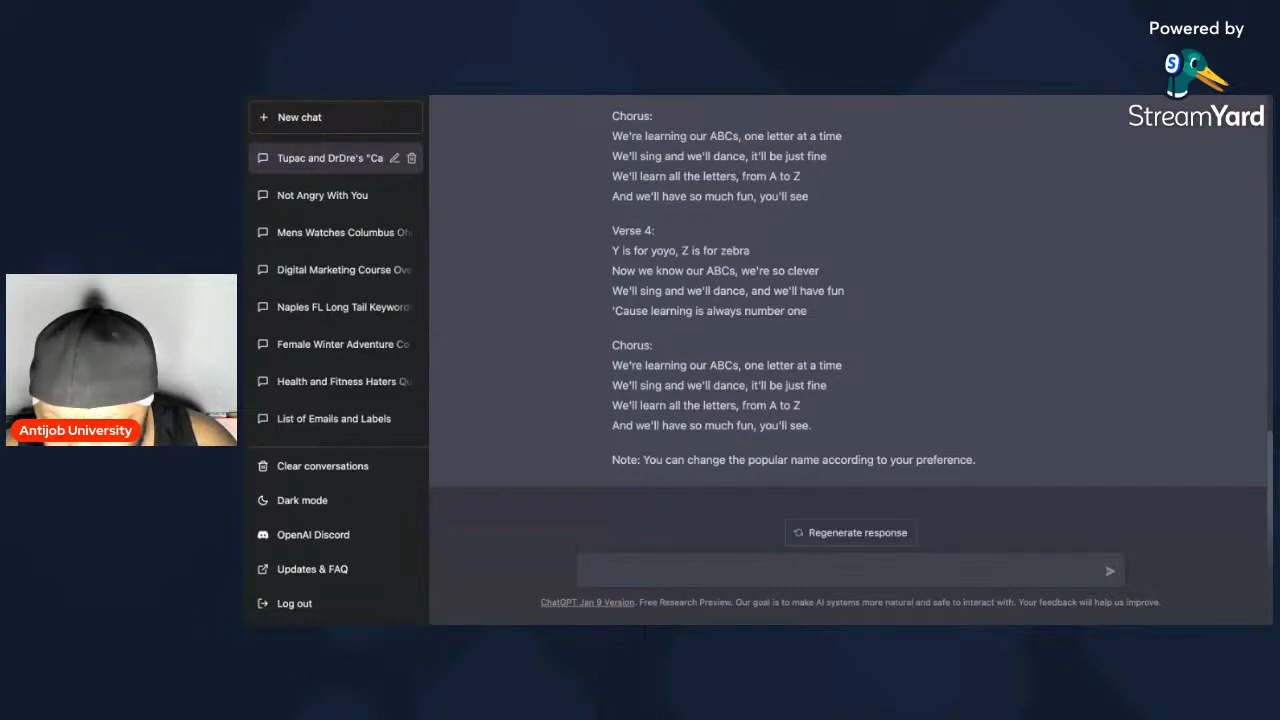 Powered by
StreamYard
New chat
Tupac and DrDre's "Ca
Not Angry With You
Mens Watches Columbus Oh
Digital Marketing Course Ove
Naples FL Long Tail Keyword
Female Winter Adventure Co
Health and Fitness Haters Qu
List of Emails and Labels
Clear conversations
Dark mode
OpenAI Discord
Updates & FAQ
Log out
Antijob University
Chorus:
We're learning our ABCs, one letter at a time
We'll sing and we'll dance, it'll be just fine
We'll learn all the letters, from A to Z
And we'll have so much fun, you'll see
Verse 4:
Y is for yoyo, Z is for zebra
Now we know our ABCs, we're so clever
We'll sing and we'll dance, and we'll have fun
'Cause learning is always number one
Chorus:
We're learning our ABCs, one letter at a time
We'll sing and we'll dance, it'll be just fine
We'll learn all the letters, from A to Z
And we'll have so much fun, you'll see.
Note: You can change the popular name according to your preference.
Regenerate response
ChatGPT Jan 9 Version. Free Research Preview. Our goal is to make AI systems more natural and safe to interact with. Your feedback will help us improve.